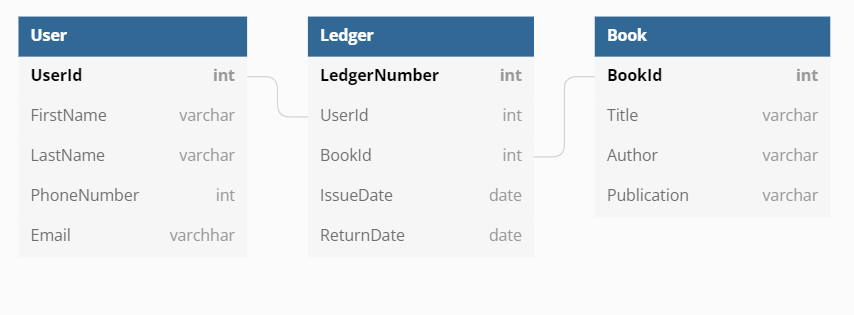 User
UserId int
FirstName varchar
LastName varchar
PhoneNumber int
Email varchhar
Ledger
LedgerNumber int
UserId int
BookId int
IssueDate date
ReturnDate date
Book
BookId int
Title varchar
Author varchar
Publication varchar